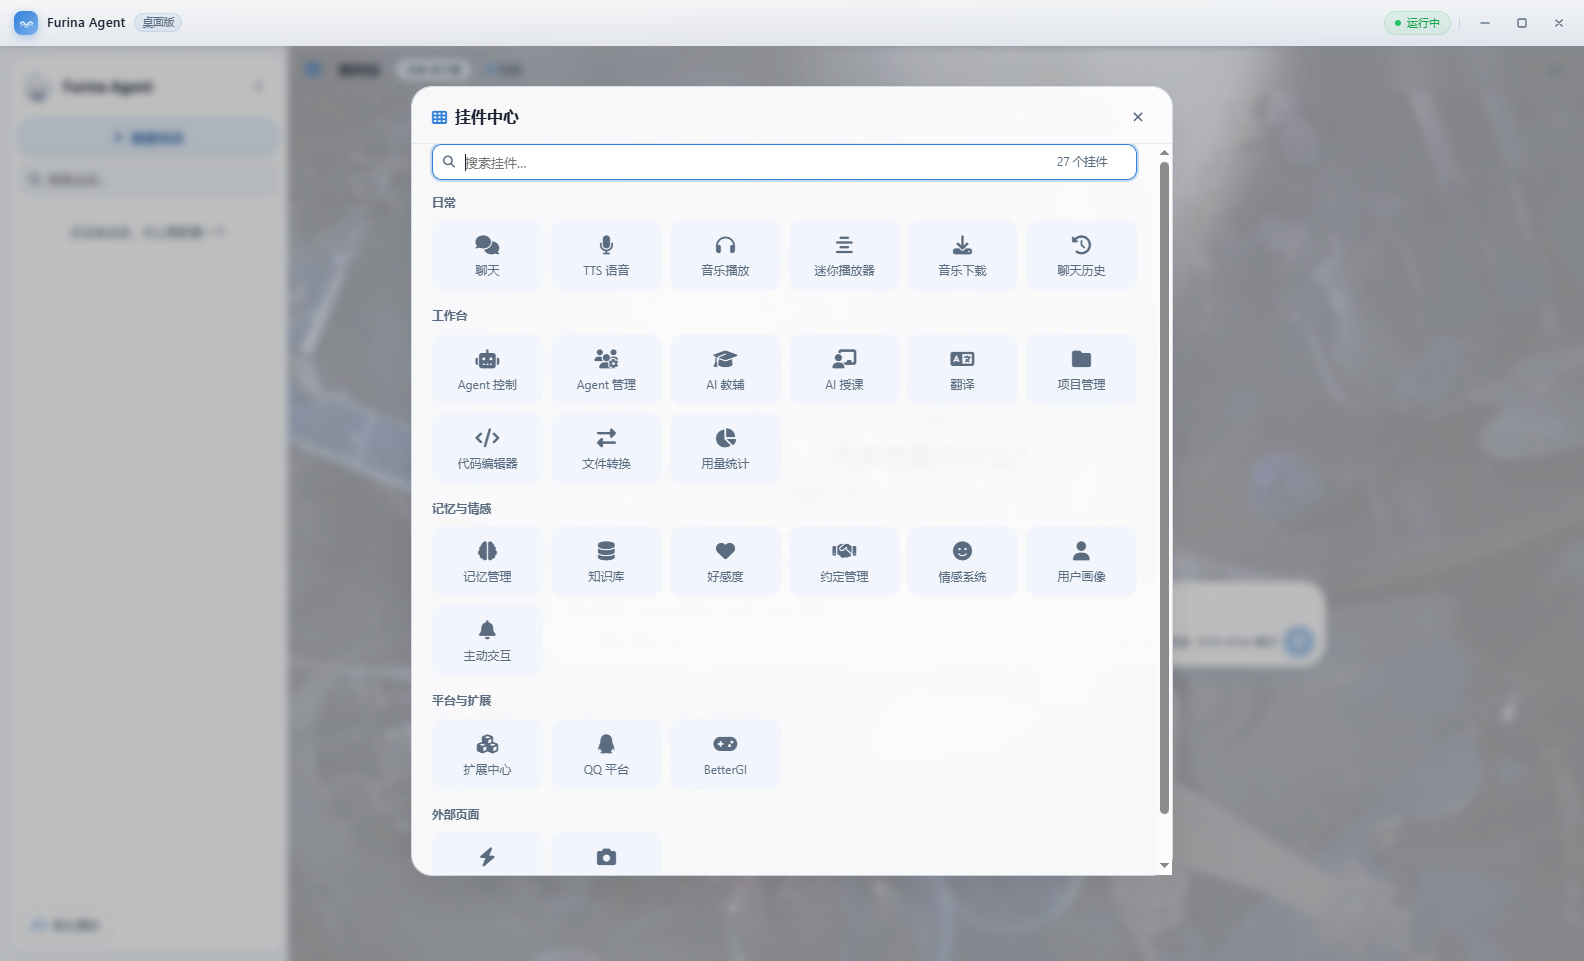 Furina Agent 桌面版
运行中
Furina Agent
挂件中心
搜索挂件...
27 个挂件
日常
聊天
TTS 语音
音乐播放
迷你播放器
音乐下载
聊天历史
工作台
Agent 控制
Agent 管理
AI 教辅
AI 授课
翻译
项目管理
代码编辑器
文件转换
用量统计
记忆与情感
记忆管理
知识库
好感度
约定管理
情感系统
用户画像
主动交互
平台与扩展
扩展中心
QQ 平台
BetterGI
外部页面